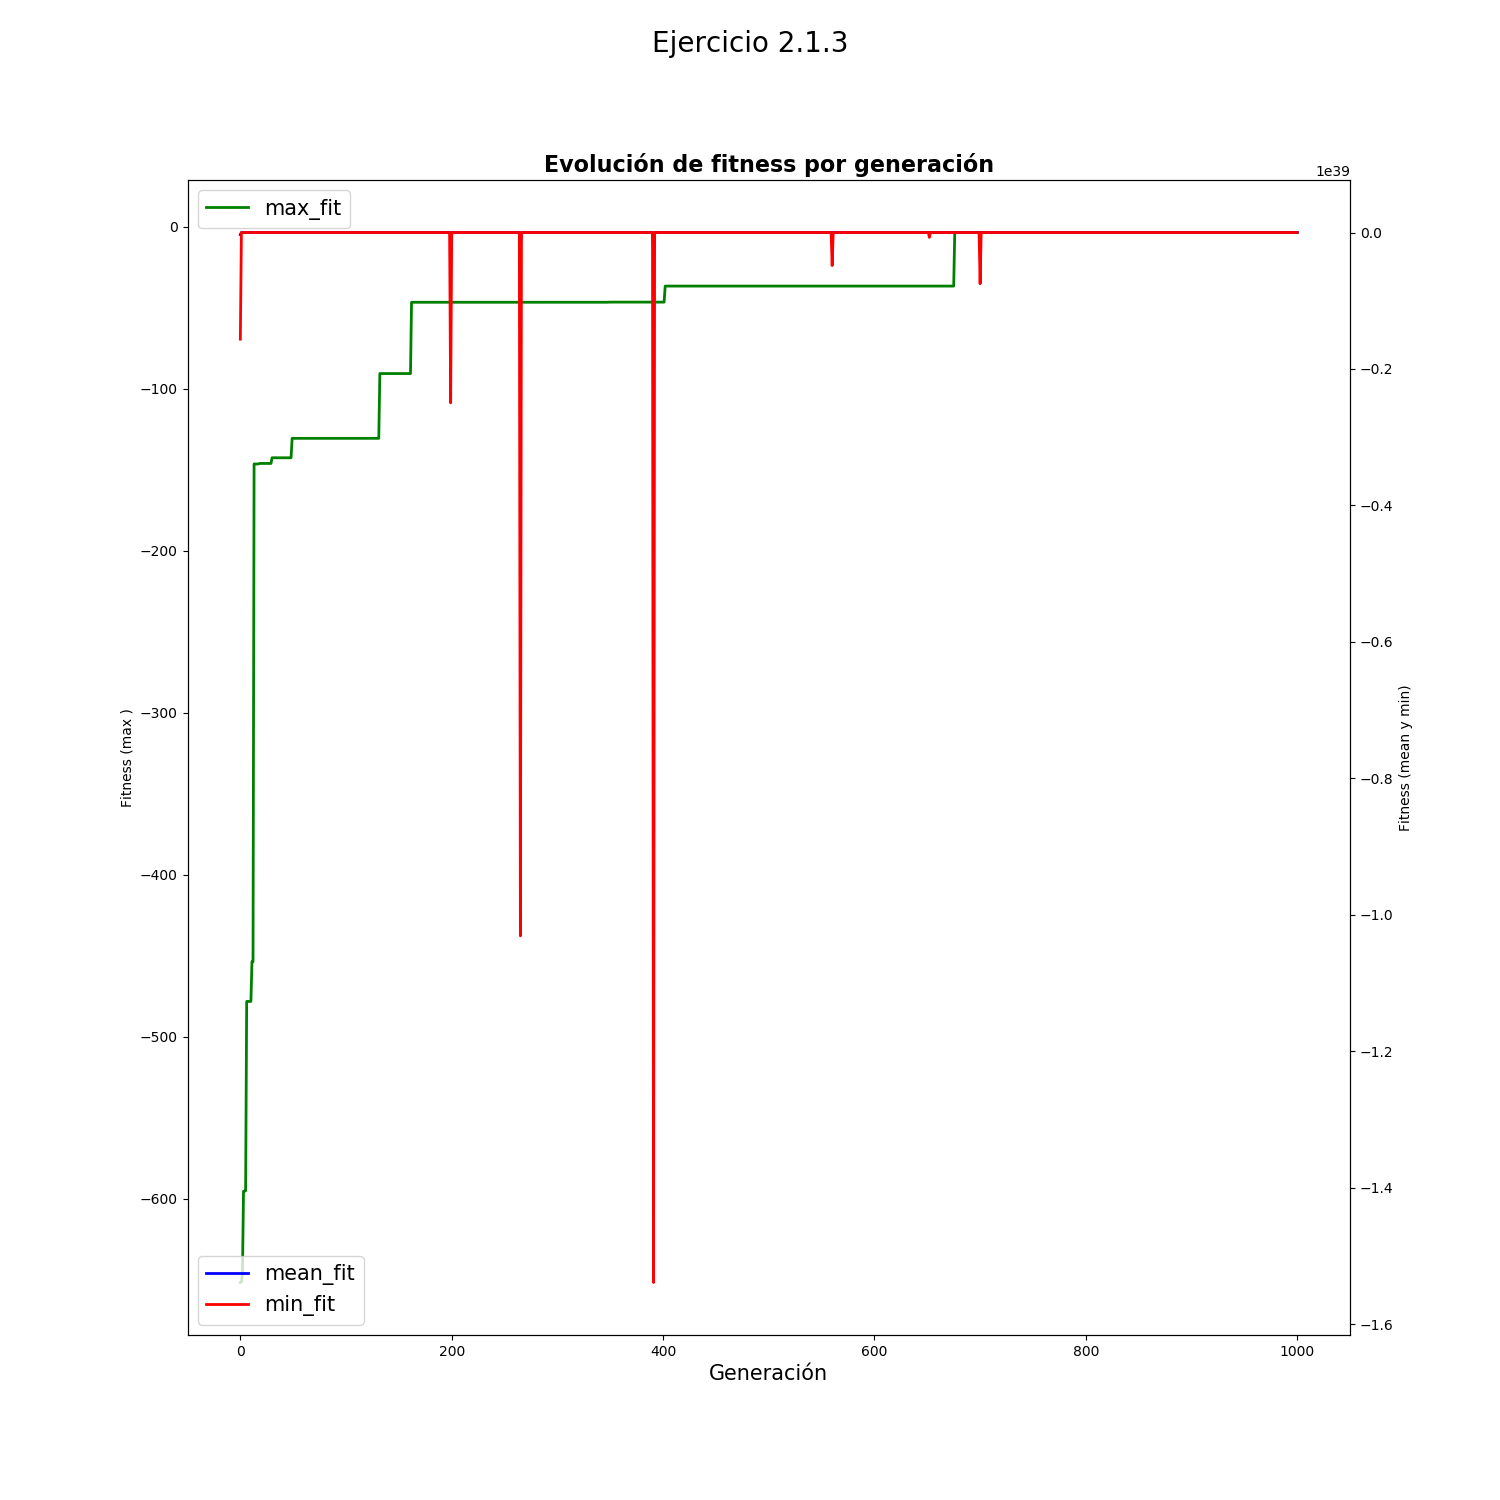 Ejercicio 2.1.3
Evolución de fitness por generación
1e39
max_fit
0
−100
−200
−300
−400
−500
−600
Fitness (max )
0.0
−0.2
−0.4
−0.6
−0.8
−1.0
−1.2
−1.4
−1.6
Fitness (mean y min)
mean_fit
min_fit
0 200 400 600 800 1000
Generación